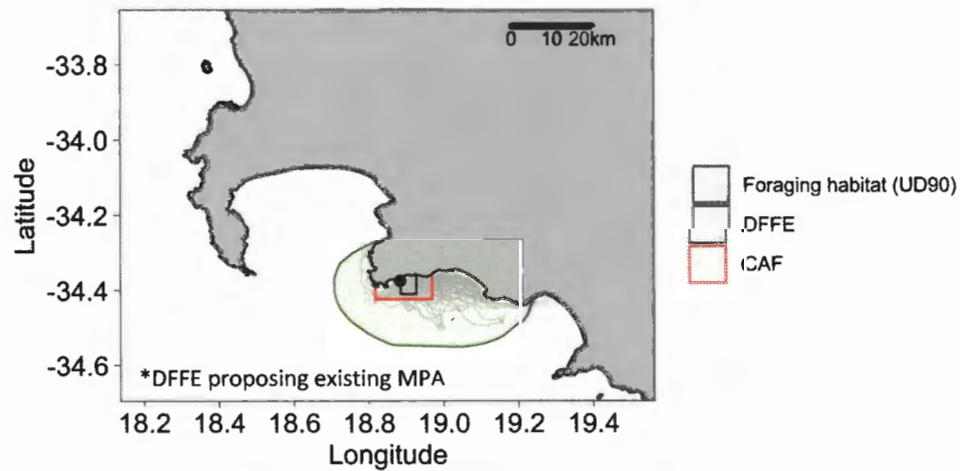 0 10 20km
-33.8
-34.0
-34.2
-34.4
-34.6
Latitude
*DFFE proposing existing MPA
18.2 18.4 18.6 18.8 19.0 19.2 19.4
Longitude
Foraging habitat (UD90)
DFFE
CAF